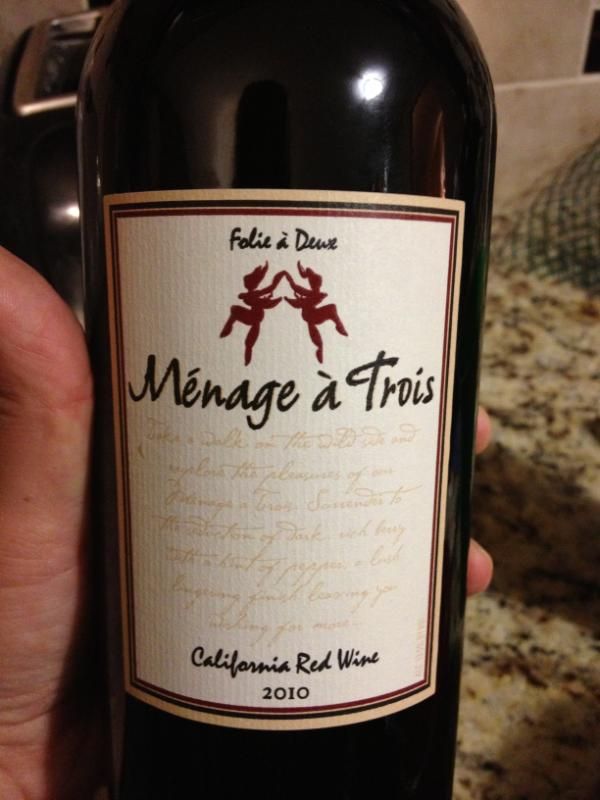 Folie à Deux
Ménage à Trois
Take a walk on the wild side and
explore the pleasures of our
Menage a Trois. Surrender to
the seduction of dark, rich berry
with a hint of pepper, a lush
lingering finish leaving you
wishing for more...
California Red Wine
2010